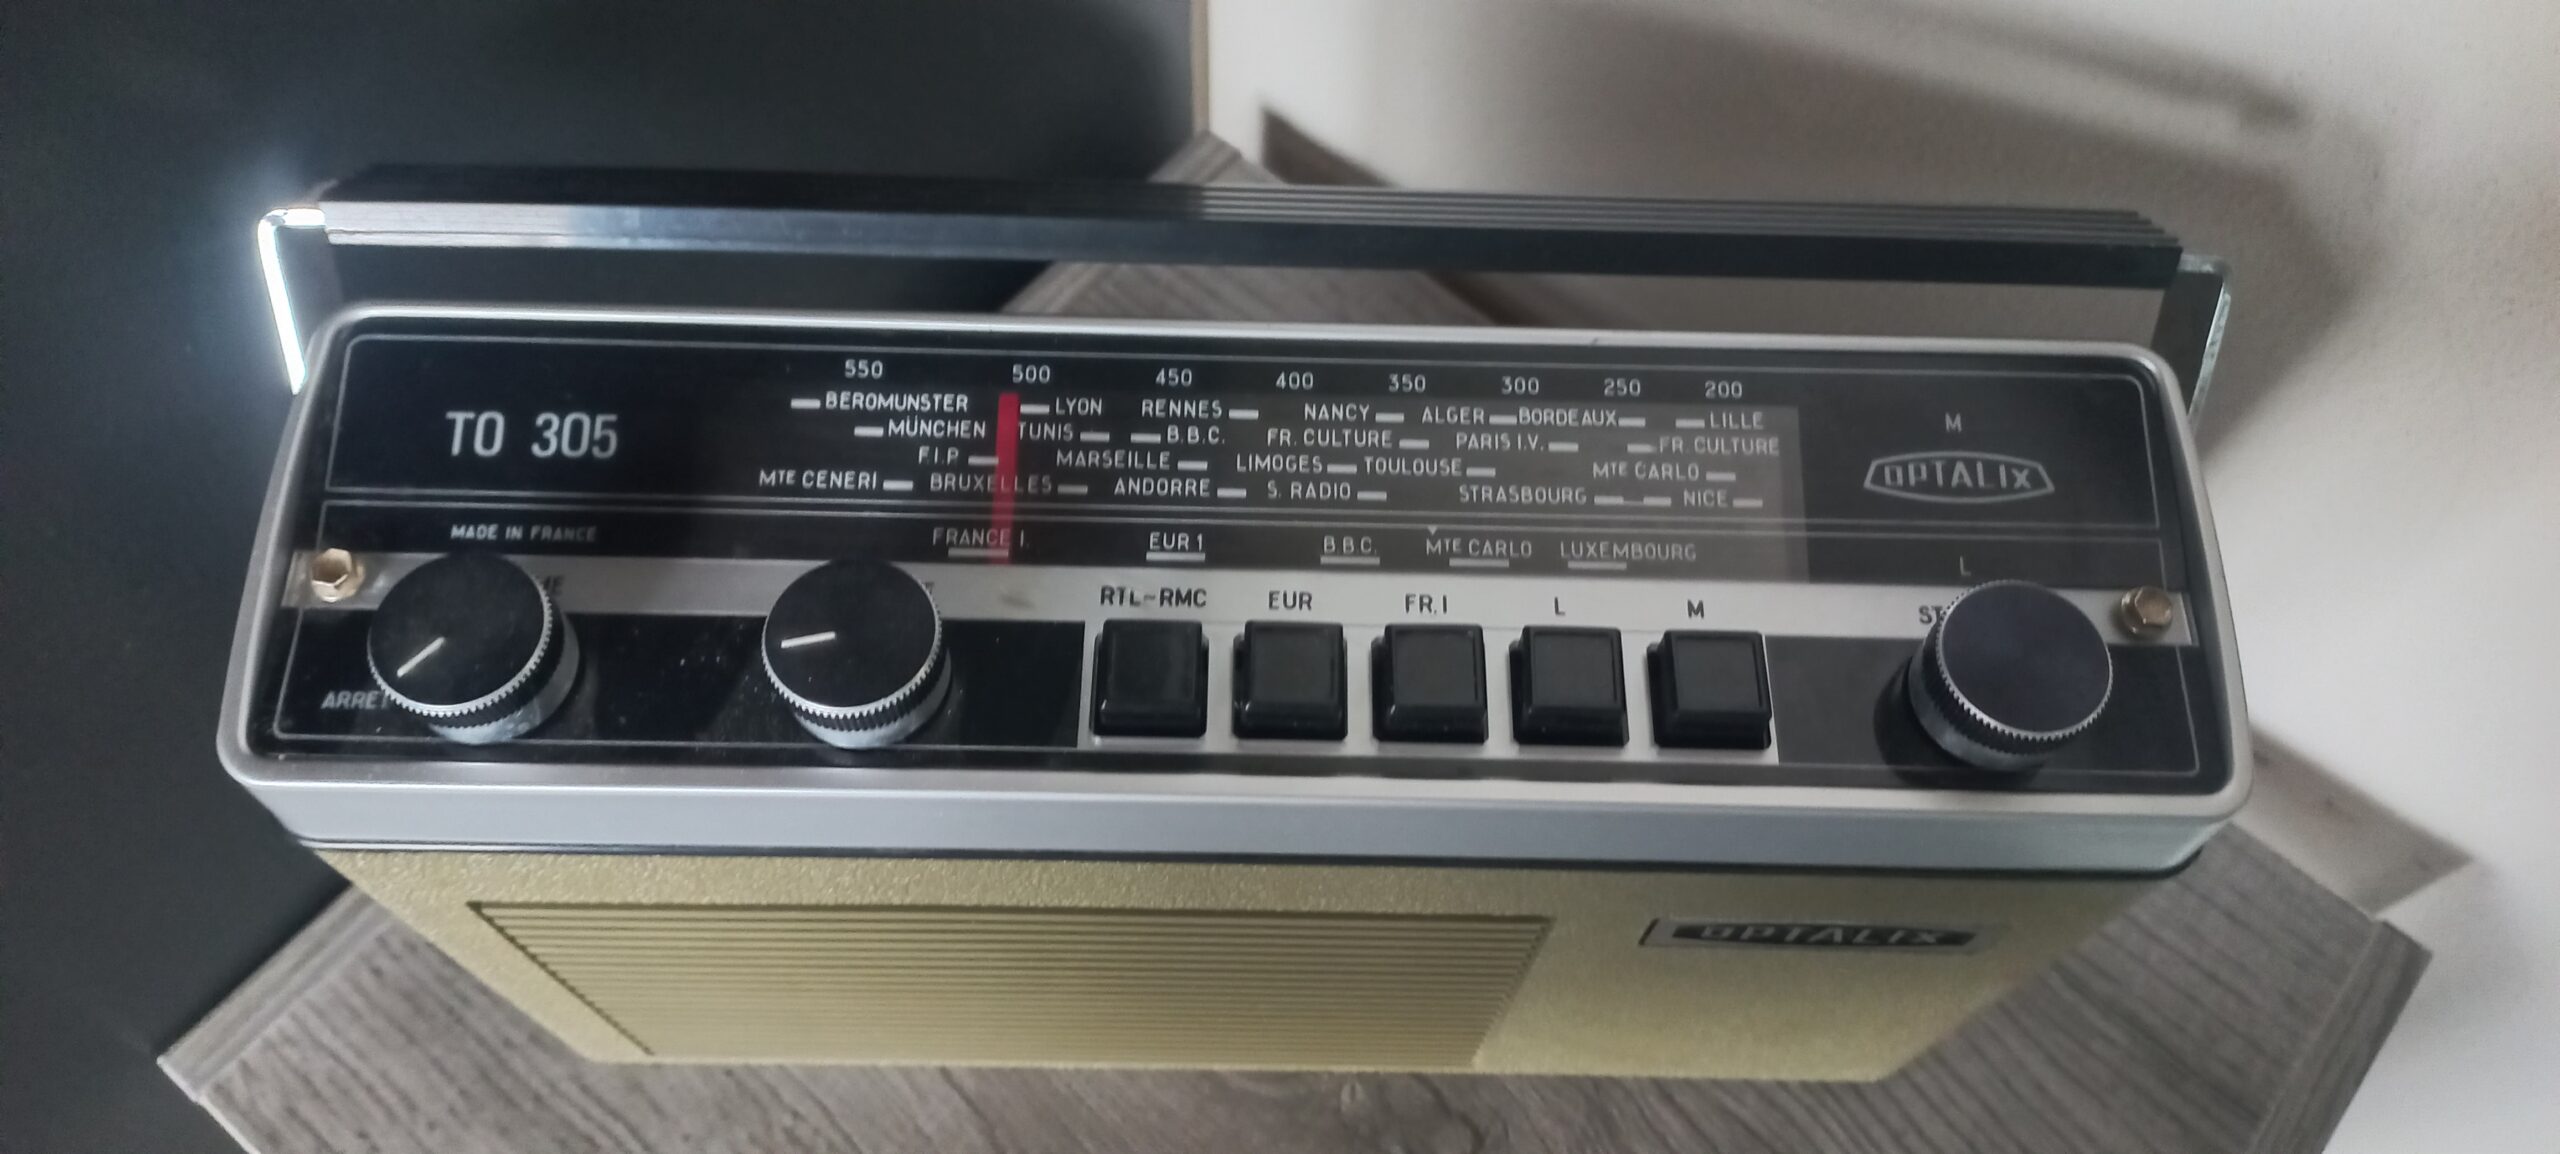 550 500 450 400 350 300 250 200
BEROMUNSTER LYON RENNES NANCY ALGER BORDEAUX LILLE M
TO 305 MÜNCHEN TUNIS B.B.C. FR. CULTURE PARIS I.V. FR. CULTURE
F.I.P. MARSEILLE LIMOGES TOULOUSE MTE CARLO OPTALIX
MTE CENERI BRUXELLES ANDORRE S. RADIO STRASBOURG NICE
MADE IN FRANCE FRANCE I. EUR 1 B.B.C. MTE CARLO LUXEMBOURG L
RTL-RMC EUR FR. I L M
ARRET
OPTALIX